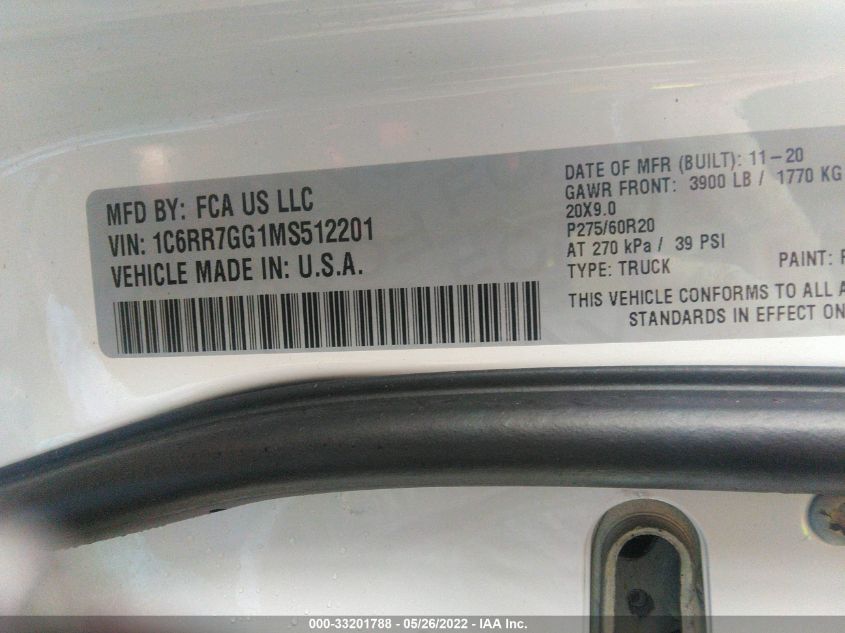 MFD BY: FCA US LLC
VIN: 1C6RR7GG1MS512201
VEHICLE MADE IN: U.S.A.
DATE OF MFR (BUILT): 11-20
GAWR FRONT: 3900 LB / 1770 KG
20X9.0
P275/60R20
AT 270 kPa / 39 PSI
TYPE: TRUCK
PAINT:
THIS VEHICLE CONFORMS TO ALL A
STANDARDS IN EFFECT ON
000-33201788 - 05/26/2022 - IAA Inc.